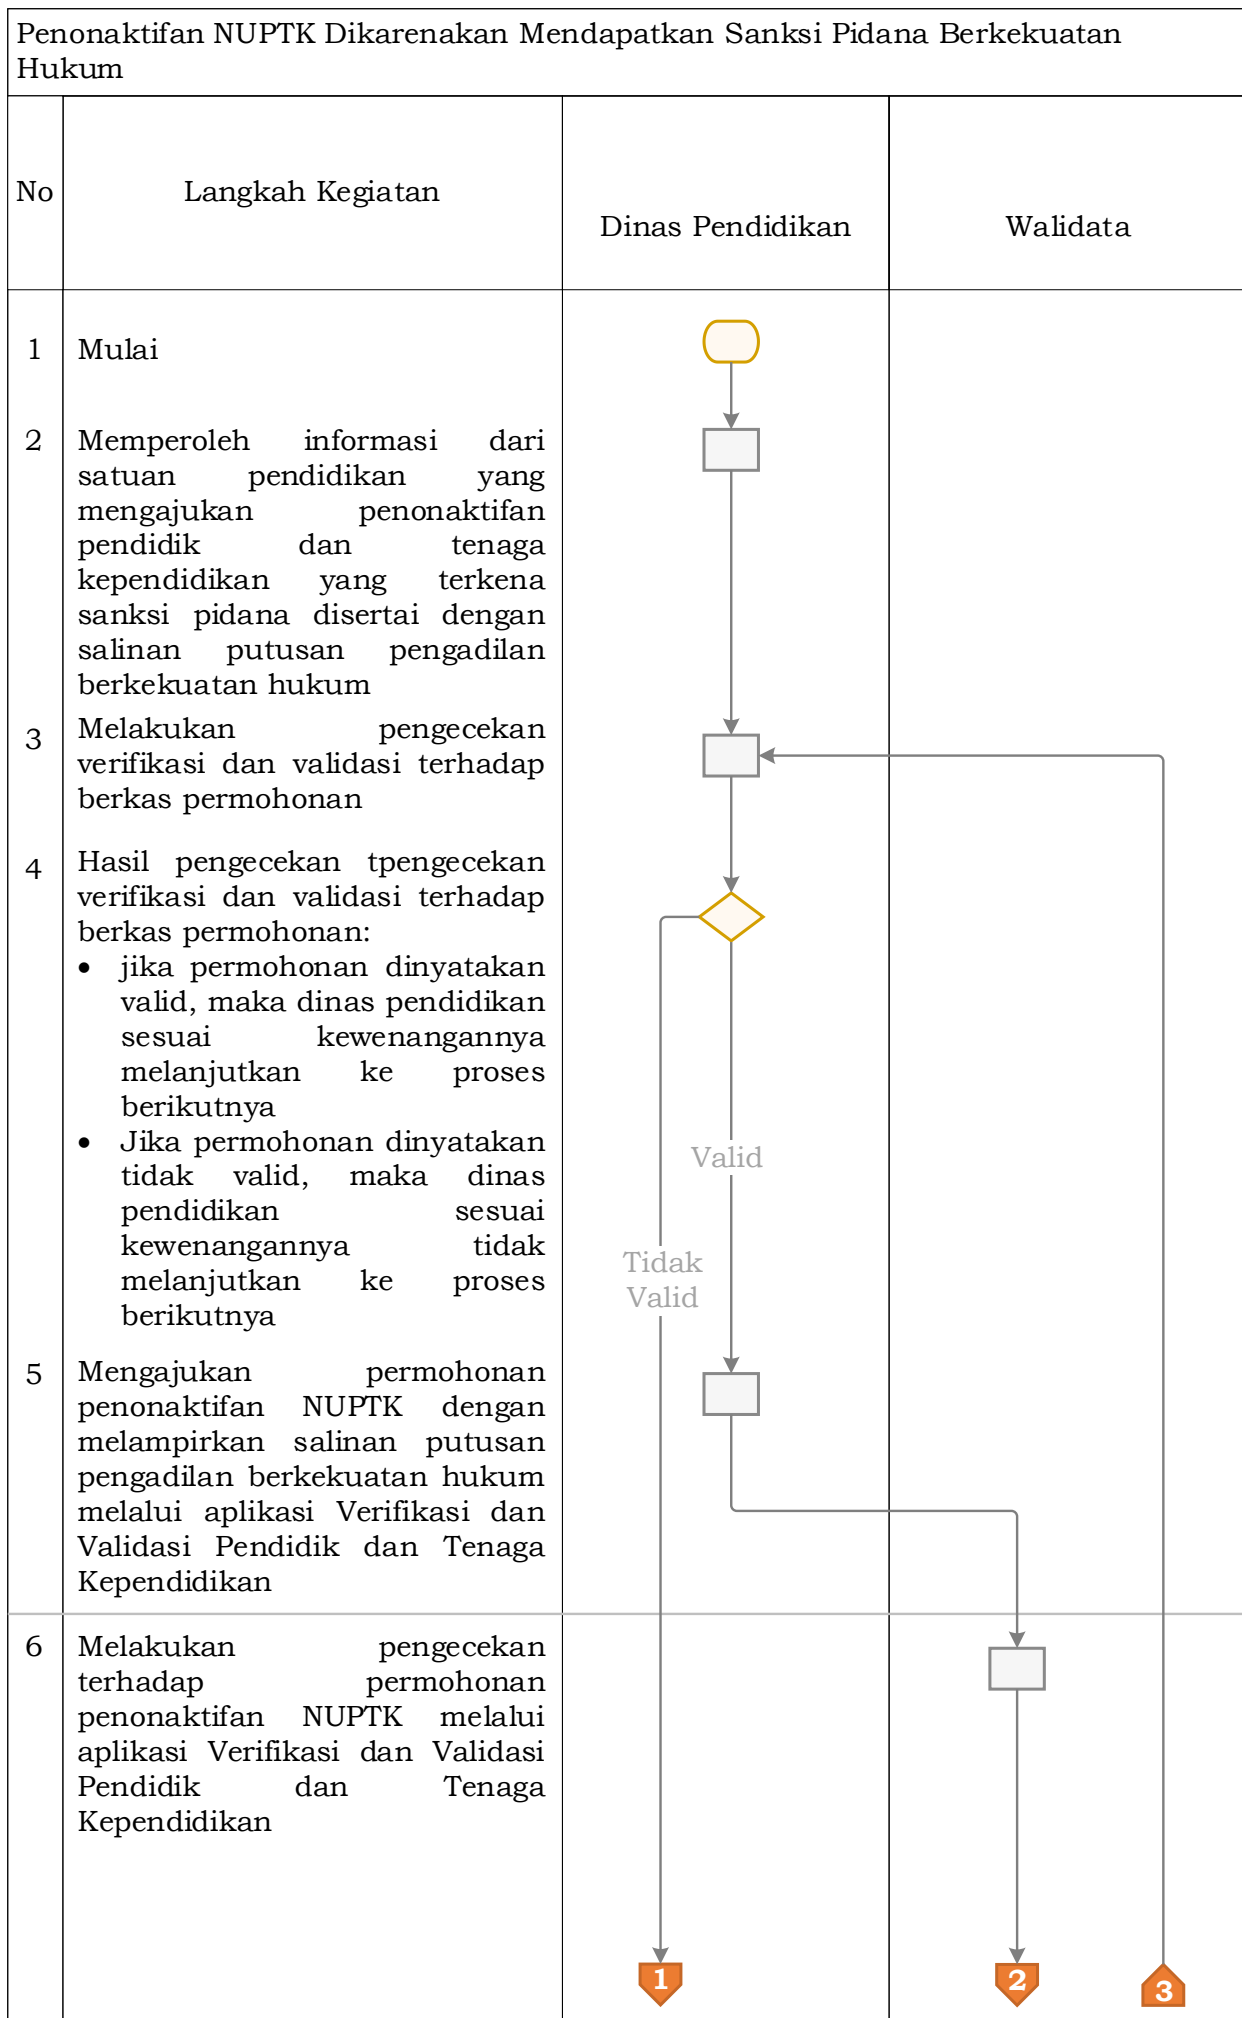 Penonaktifan NUPTK Dikarenakan Mendapatkan Sanksi Pidana Berkekuatan
Hukum
No
Langkah Kegiatan
Dinas Pendidikan
Walidata
1
Mulai
2
Memperoleh informasi dari
satuan pendidikan yang
mengajukan penonaktifan
pendidik dan tenaga
kependidikan yang terkena
sanksi pidana disertai dengan
salinan putusan pengadilan
berkekuatan hukum
3
Melakukan pengecekan
verifikasi dan validasi terhadap
berkas permohonan
4
Hasil pengecekan tpengecekan
verifikasi dan validasi terhadap
berkas permohonan:
• jika permohonan dinyatakan
valid, maka dinas pendidikan
sesuai kewenangannya
melanjutkan ke proses
berikutnya
• Jika permohonan dinyatakan
tidak valid, maka dinas
pendidikan sesuai
kewenangannya tidak
melanjutkan ke proses
berikutnya
Valid
Tidak
Valid
5
Mengajukan permohonan
penonaktifan NUPTK dengan
melampirkan salinan putusan
pengadilan berkekuatan hukum
melalui aplikasi Verifikasi dan
Validasi Pendidik dan Tenaga
Kependidikan
6
Melakukan pengecekan
terhadap permohonan
penonaktifan NUPTK melalui
aplikasi Verifikasi dan Validasi
Pendidik dan Tenaga
Kependidikan
1
2
3